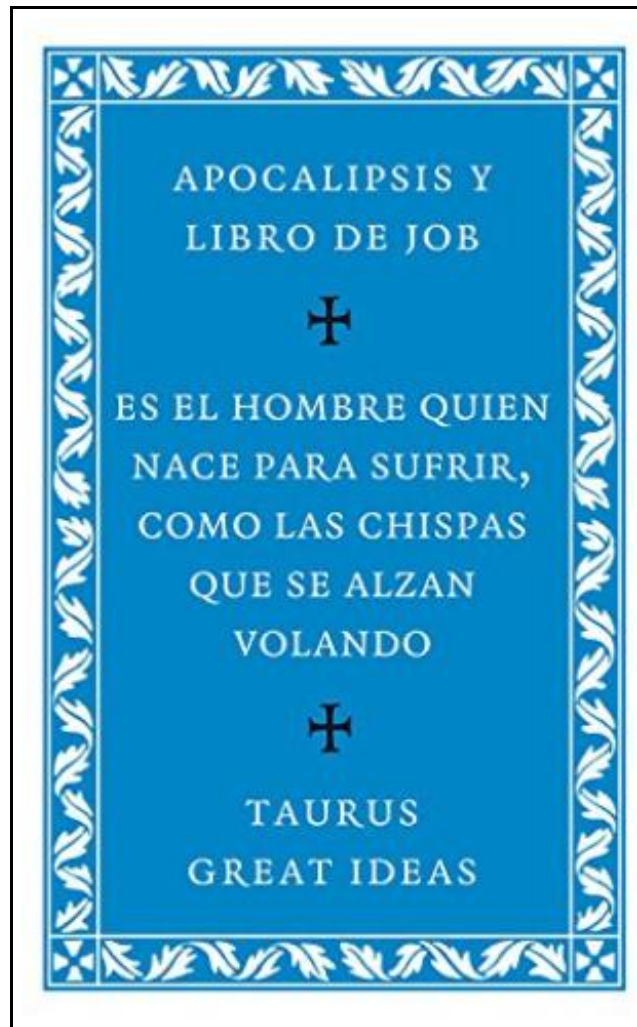 APOCALIPSIS Y
LIBRO DE JOB
ES EL HOMBRE QUIEN
NACE PARA SUFRIR,
COMO LAS CHISPAS
QUE SE ALZAN
VOLANDO
TAURUS
GREAT IDEAS